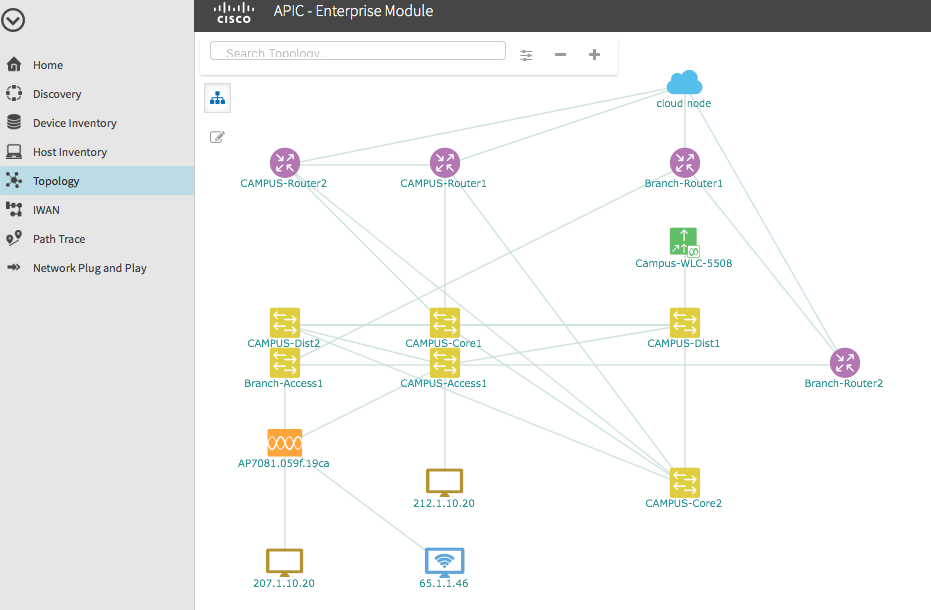 CISCO
APIC - Enterprise Module
Search Topology
Home
Discovery
Device Inventory
Host Inventory
Topology
IWAN
Path Trace
Network Plug and Play
cloud node
CAMPUS-Router2
CAMPUS-Router1
Branch-Router1
Campus-WLC-5508
CAMPUS-Dist2
CAMPUS-Core1
CAMPUS-Dist1
Branch-Access1
CAMPUS-Access1
Branch-Router2
AP7081.059f.19ca
212.1.10.20
CAMPUS-Core2
207.1.10.20
65.1.1.46